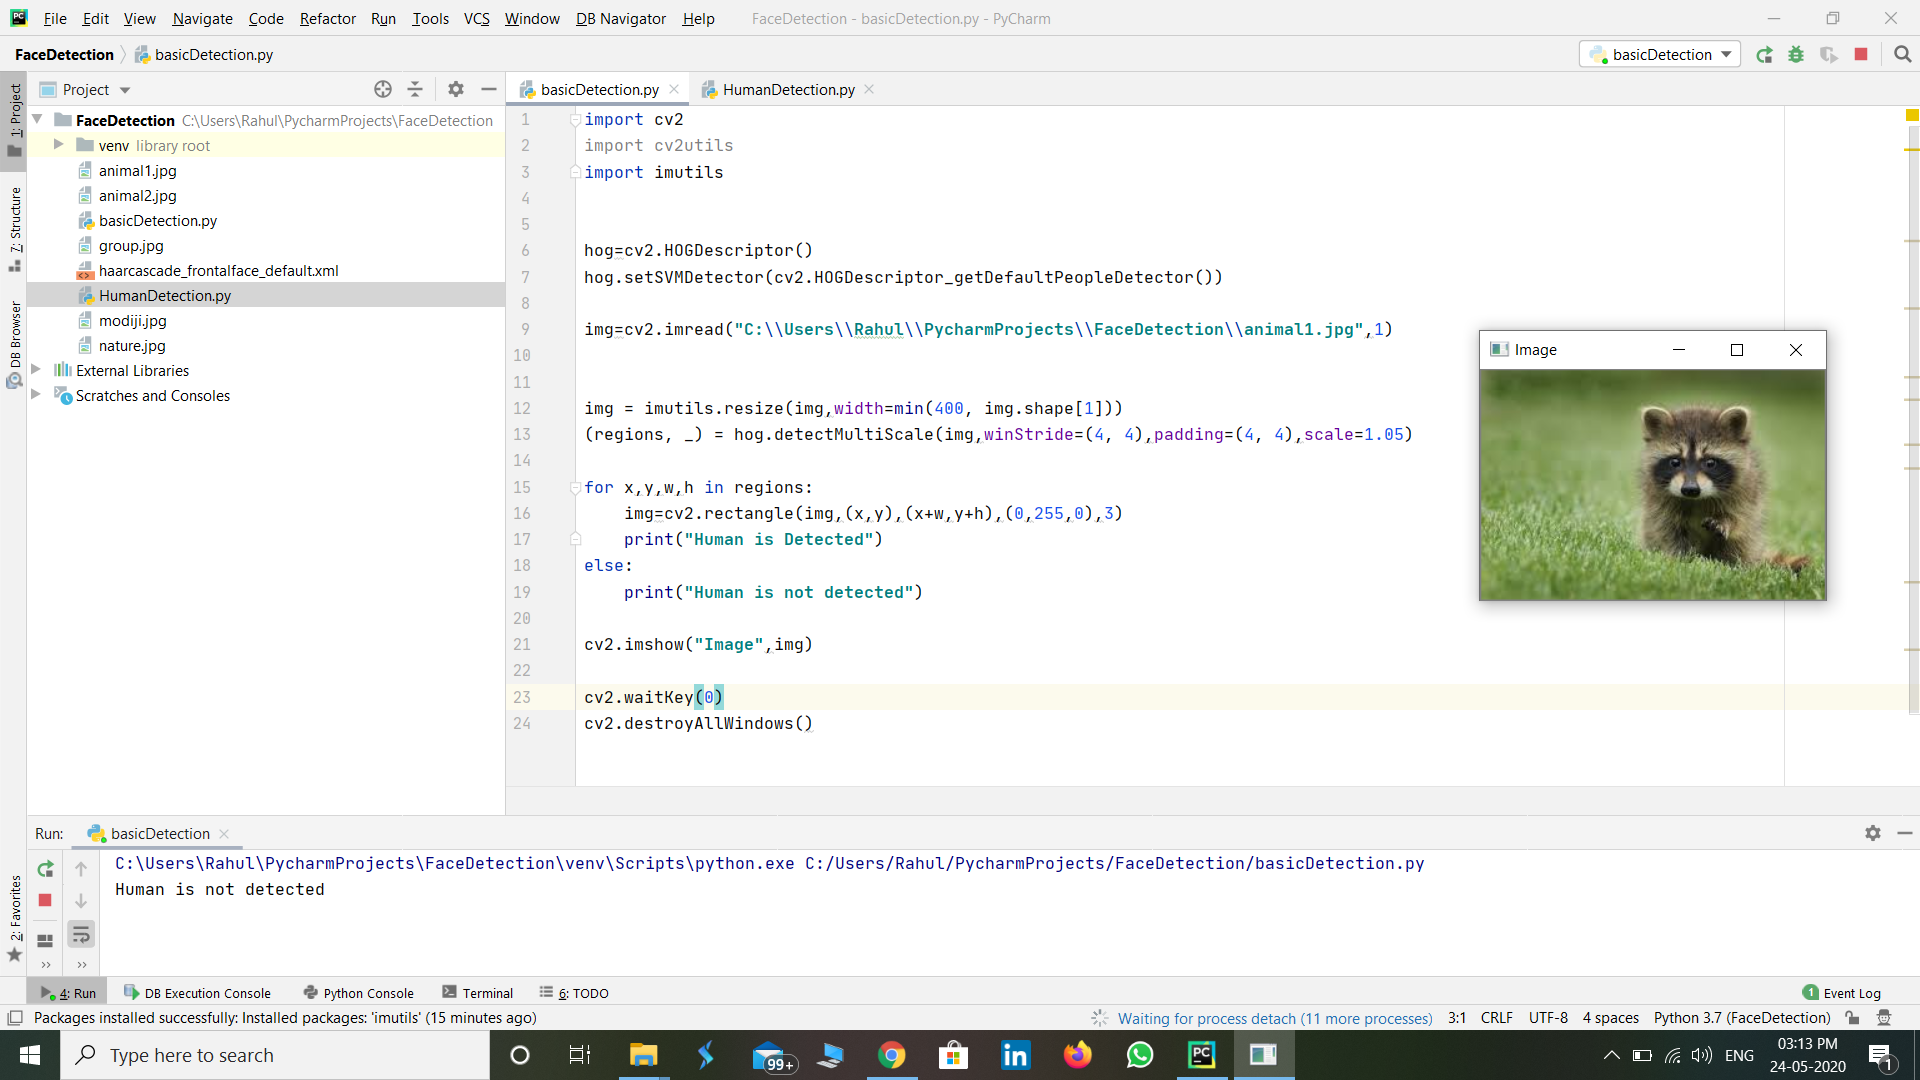 File Edit View Navigate Code Refactor Run Tools VCS Window DB Navigator Help FaceDetection - basicDetection.py - PyCharm
FaceDetection basicDetection.py basicDetection
Project
basicDetection.py HumanDetection.py
1: Project
7: Structure
DB Browser
2: Favorites
FaceDetection C:\Users\Rahul\PycharmProjects\FaceDetection
venv library root
animal1.jpg
animal2.jpg
basicDetection.py
group.jpg
haarcascade_frontalface_default.xml
HumanDetection.py
modiji.jpg
nature.jpg
External Libraries
Scratches and Consoles
1 import cv2
2 import cv2utils
3 import imutils
4
5
6 hog=cv2.HOGDescriptor()
7 hog.setSVMDetector(cv2.HOGDescriptor_getDefaultPeopleDetector())
8
9 img=cv2.imread("C:\\Users\\Rahul\\PycharmProjects\\FaceDetection\\animal1.jpg",1)
10
11
12 img = imutils.resize(img,width=min(400, img.shape[1]))
13 (regions, _) = hog.detectMultiScale(img,winStride=(4, 4),padding=(4, 4),scale=1.05)
14
15 for x,y,w,h in regions:
16     img=cv2.rectangle(img,(x,y),(x+w,y+h),(0,255,0),3)
17     print("Human is Detected")
18 else:
19     print("Human is not detected")
20
21 cv2.imshow("Image",img)
22
23 cv2.waitKey(0)
24 cv2.destroyAllWindows()
Image
Run: basicDetection
C:\Users\Rahul\PycharmProjects\FaceDetection\venv\Scripts\python.exe C:/Users/Rahul/PycharmProjects/FaceDetection/basicDetection.py
Human is not detected
4: Run DB Execution Console Python Console Terminal 6: TODO 1 Event Log
Packages installed successfully: Installed packages: 'imutils' (15 minutes ago) Waiting for process detach (11 more processes) 3:1 CRLF UTF-8 4 spaces Python 3.7 (FaceDetection)
Type here to search 99+ in PC ENG 03:13 PM
24-05-2020 1